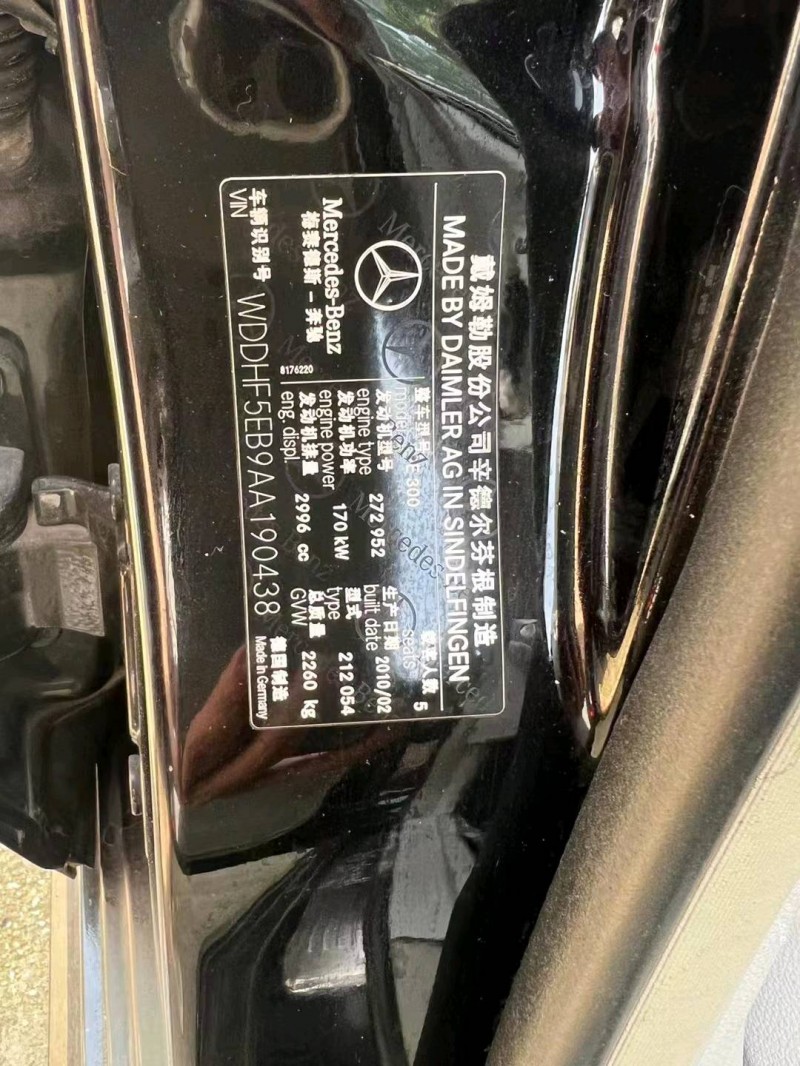 戴姆勒股份公司辛德尔芬根制造
MADE BY DAIMLER AG IN SINDELFINGEN
Mercedes-Benz
梅赛德斯-奔驰
8176220
整车型号 E 300
model
乘客人数 5
seats
发动机型号 272 952
engine type
生产日期 2010/02
built date
发动机功率 170 kW
engine power
型式 212 054
type
发动机排量 2996 cc
eng. displ.
总质量 2260 kg
GVW
车辆识别号 WDDHF5EB9AA190438
VIN
德国制造
Made in Germany